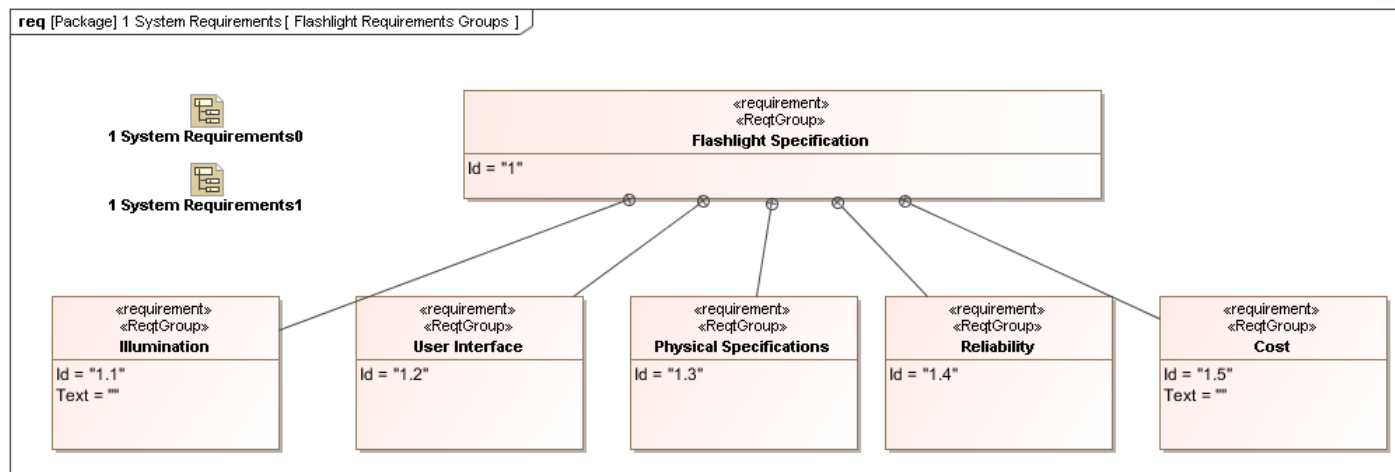 req [Package] 1 System Requirements [ Flashlight Requirements Groups ]
1 System Requirements0
1 System Requirements1
«requirement»
«ReqtGroup»
Flashlight Specification
Id = "1"
«requirement»
«ReqtGroup»
Illumination
Id = "1.1"
Text = ""
«requirement»
«ReqtGroup»
User Interface
Id = "1.2"
«requirement»
«ReqtGroup»
Physical Specifications
Id = "1.3"
«requirement»
«ReqtGroup»
Reliability
Id = "1.4"
«requirement»
«ReqtGroup»
Cost
Id = "1.5"
Text = ""